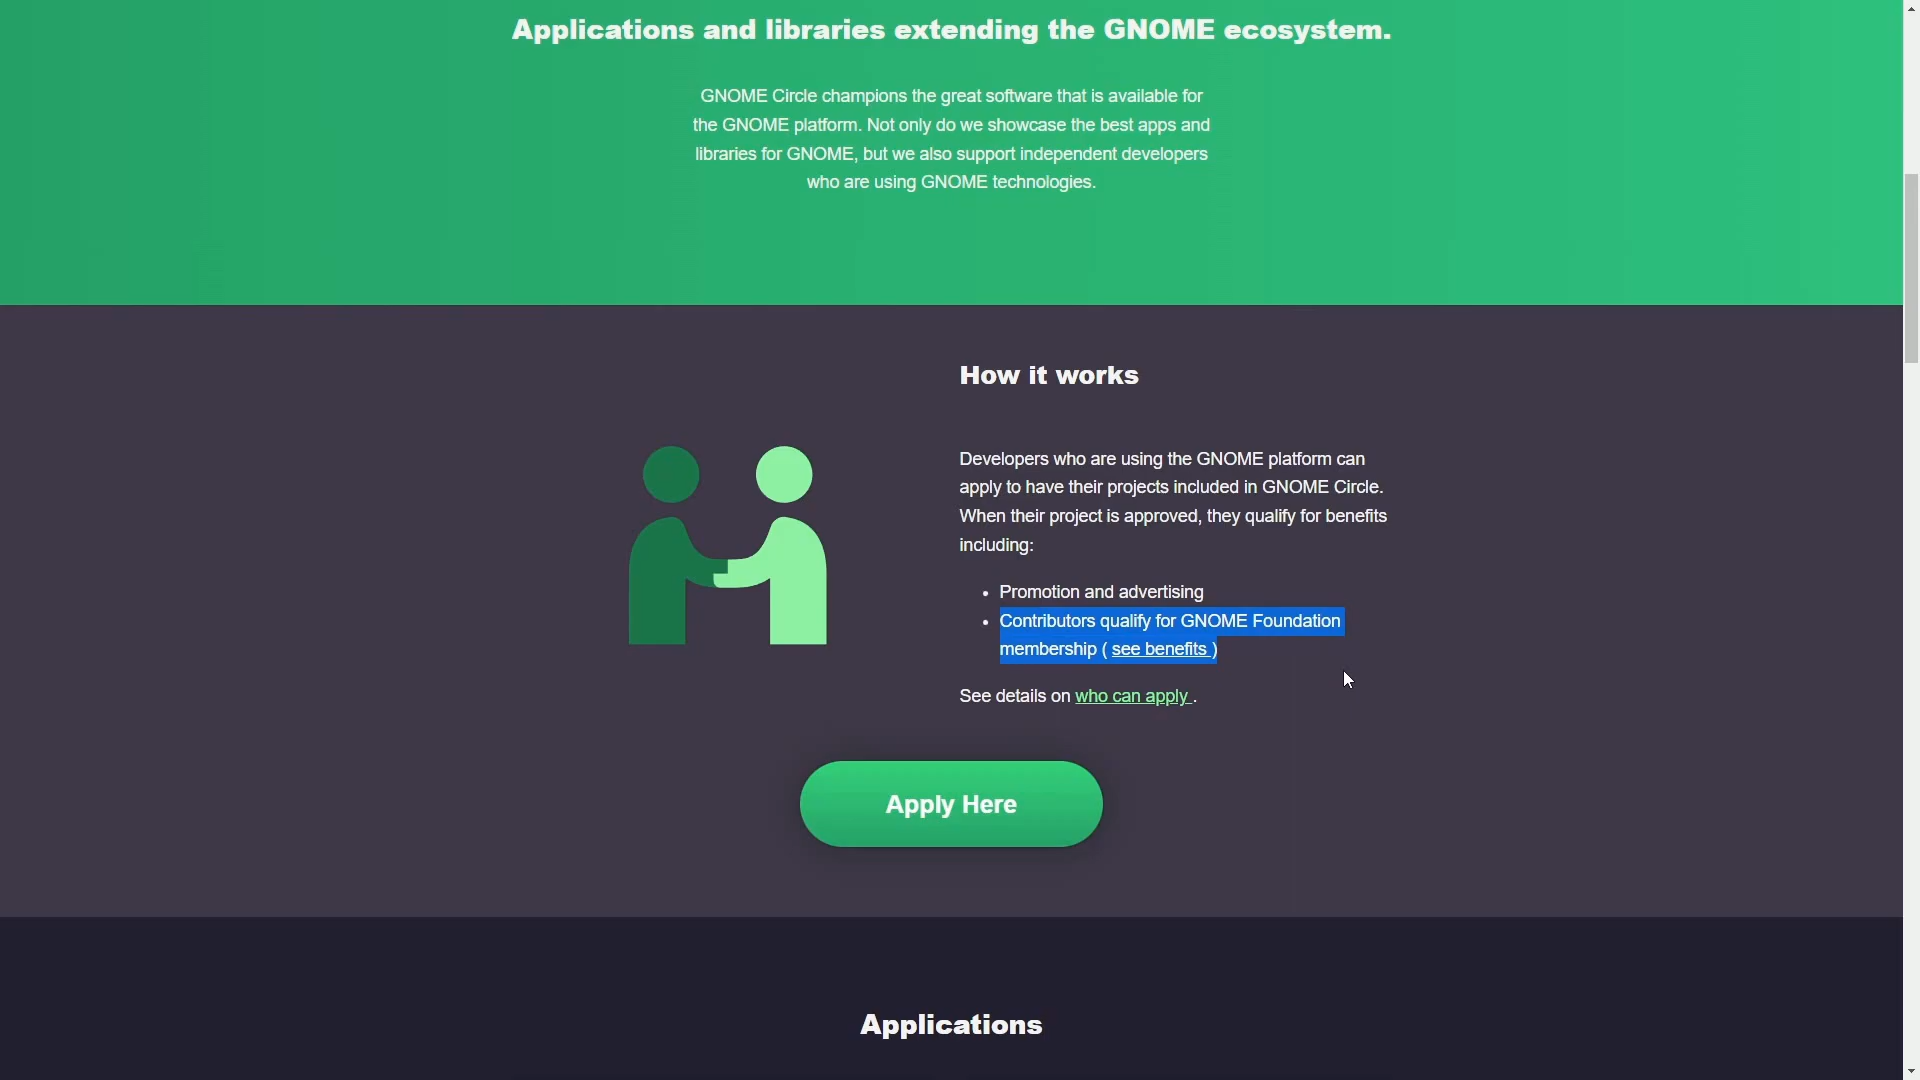 Applications and libraries extending the GNOME ecosystem.
GNOME Circle champions the great software that is available for
the GNOME platform. Not only do we showcase the best apps and
libraries for GNOME, but we also support independent developers
who are using GNOME technologies.
How it works
Developers who are using the GNOME platform can
apply to have their projects included in GNOME Circle.
When their project is approved, they qualify for benefits
including:
• Promotion and advertising
• Contributors qualify for GNOME Foundation
membership ( see benefits )
See details on who can apply .
Apply Here
Applications